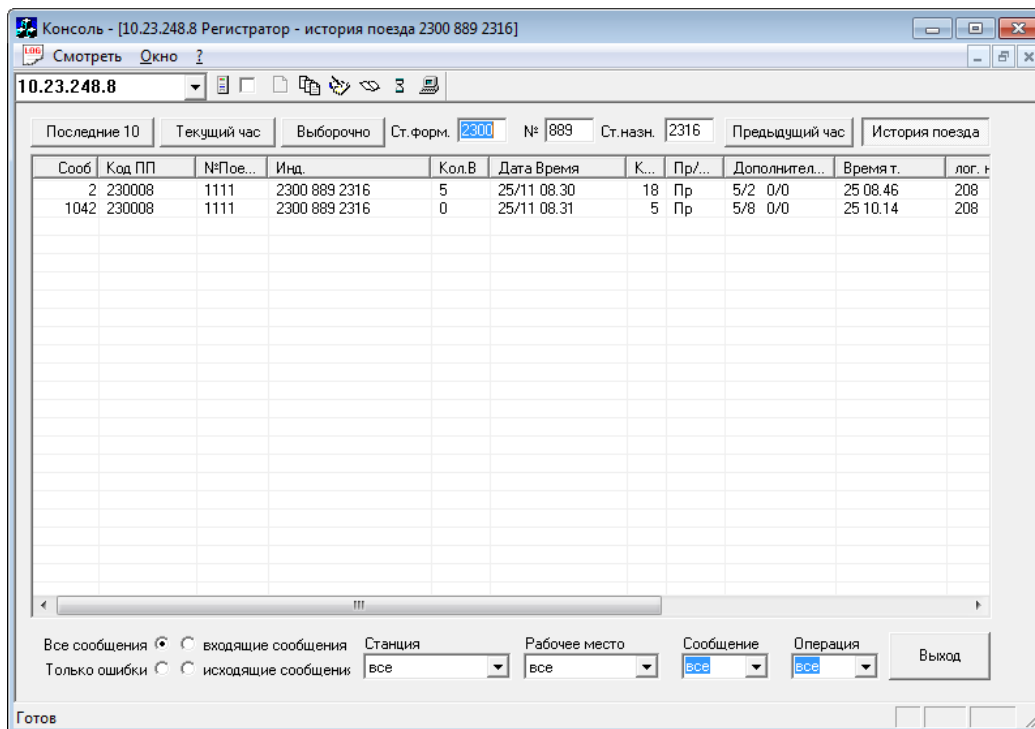 Консоль - [10.23.248.8 Регистратор - история поезда 2300 889 2316]
LOG Смотреть Окно ?
10.23.248.8
Последние 10 Текущий час Выборочно Ст.форм. 2300 № 889 Ст.назн. 2316 Предыдущий час История поезда
Сооб Код ПП №Пое... Инд. Кол.В Дата Время К... Пр/... Дополнител... Время т. лог. н
2 230008 1111 2300 889 2316 5 25/11 08.30 18 Пр 5/2 0/0 25 08.46 208
1042 230008 1111 2300 889 2316 0 25/11 08.31 5 Пр 5/8 0/0 25 10.14 208
Все сообщения входящие сообщения Станция Рабочее место Сообщение Операция
Только ошибки исходящие сообщения все все все все Выход
Готов